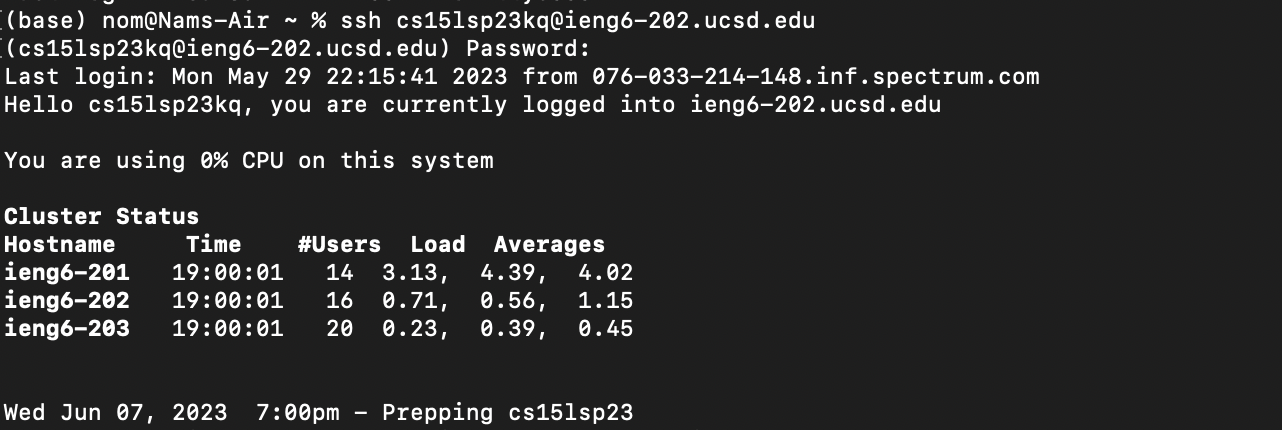 (base) nom@Nams-Air ~ % ssh cs15lsp23kq@ieng6-202.ucsd.edu
(cs15lsp23kq@ieng6-202.ucsd.edu) Password:
Last login: Mon May 29 22:15:41 2023 from 076-033-214-148.inf.spectrum.com
Hello cs15lsp23kq, you are currently logged into ieng6-202.ucsd.edu
You are using 0% CPU on this system
Cluster Status
Hostname     Time    #Users  Load  Averages
ieng6-201   19:00:01   14  3.13,  4.39,  4.02
ieng6-202   19:00:01   16  0.71,  0.56,  1.15
ieng6-203   19:00:01   20  0.23,  0.39,  0.45
Wed Jun 07, 2023  7:00pm - Prepping cs15lsp23